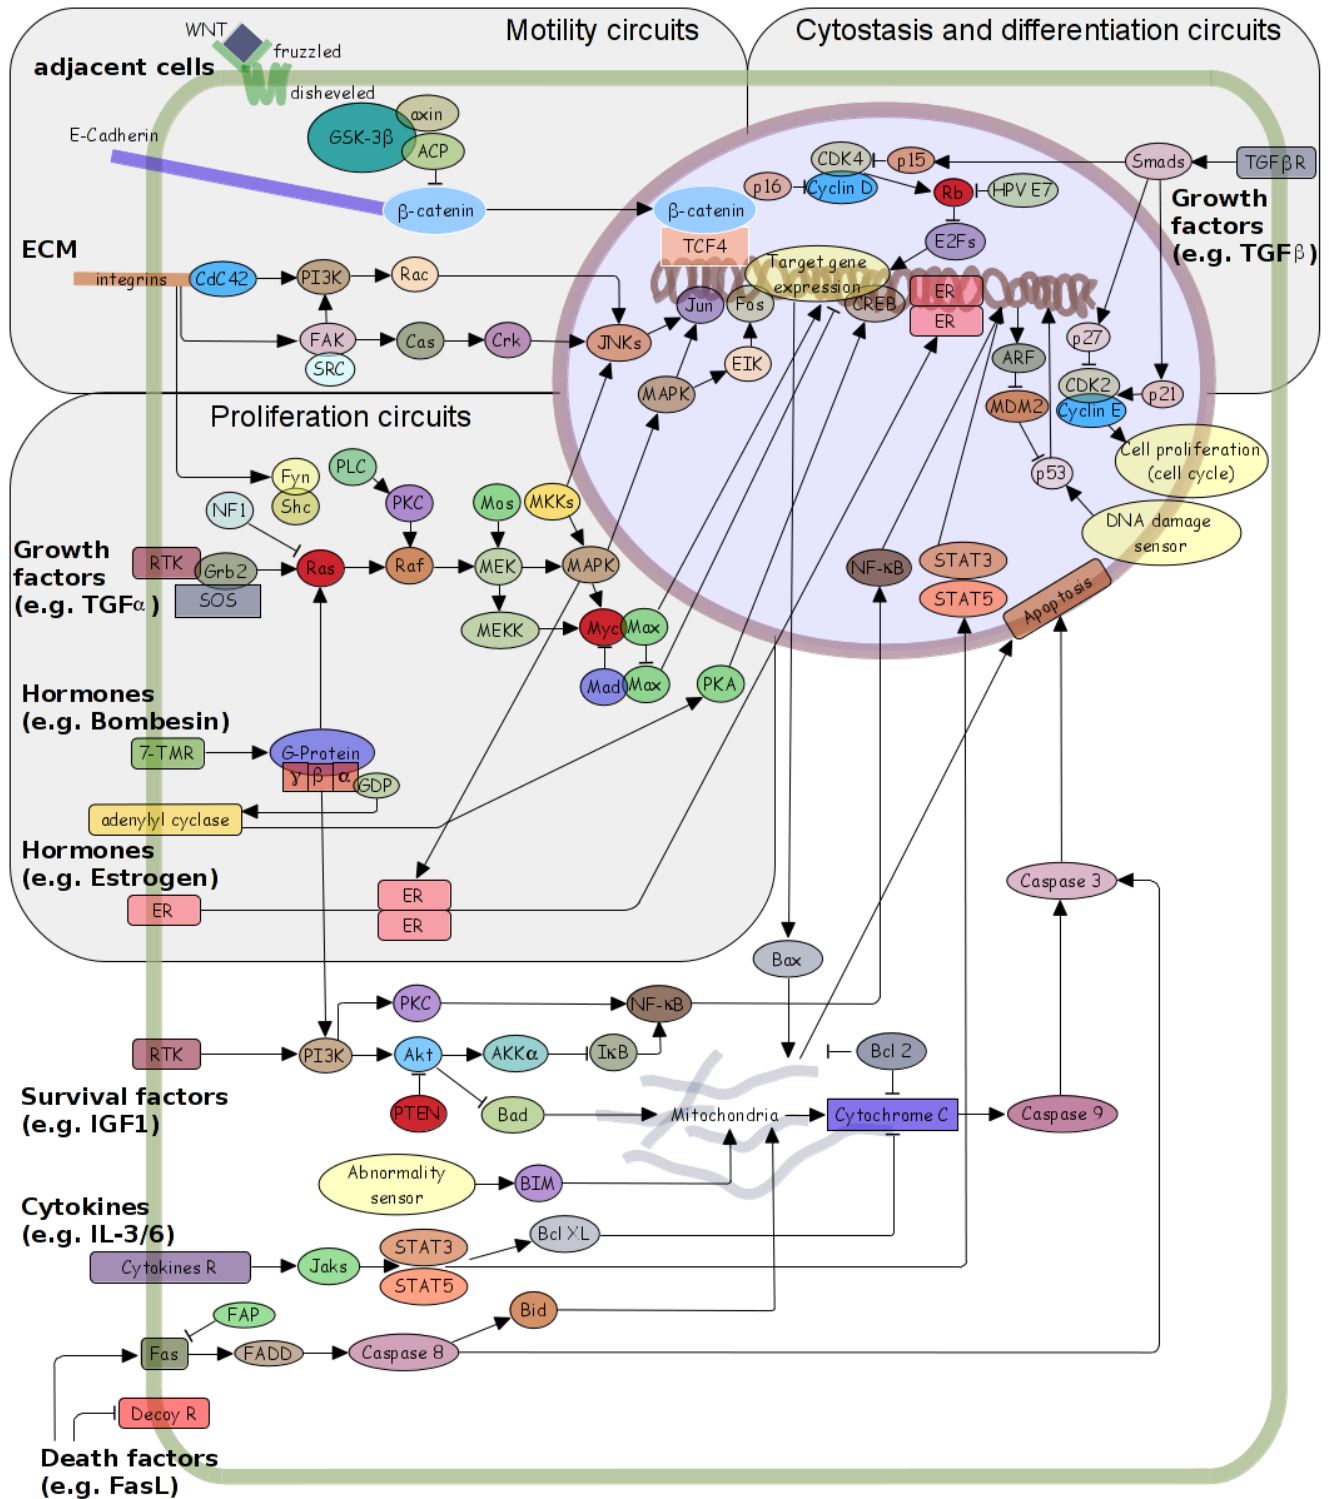 Motility circuits
Cytostasis and differentiation circuits
WNT
fruzzled
adjacent cells
disheveled
E-Cadherin
GSK-3β
axin
ACP
β-catenin
β-catenin
TCF4
ECM
integrins
CdC42
PI3K
Rac
FAK
SRC
Cas
Crk
JNKs
Jun
Fos
EIK
MAPK
CDK4
Cyclin D
p15
p16
Rb
HPV E7
E2Fs
Target gene
expression
CREB
ER
ER
Smads
TGFβR
Growth
factors
(e.g. TGFβ)
p27
CDK2
Cyclin E
p21
ARF
MDM2
p53
Cell proliferation
(cell cycle)
DNA damage
sensor
NF-κB
STAT3
STAT5
Apoptosis
Proliferation circuits
Fyn
Shc
PLC
PKC
NF1
Mos
MKKs
Growth
factors
(e.g. TGFα)
RTK
Grb2
SOS
Ras
Raf
MEK
MAPK
MEKK
Myc
Max
Mad
Max
PKA
Hormones
(e.g. Bombesin)
7-TMR
G-Protein
γ β α
GDP
adenylyl cyclase
Hormones
(e.g. Estrogen)
ER
ER
ER
Bax
Caspase 3
PKC
NF-κB
RTK
PI3K
Akt
AKKα
IκB
Bcl 2
Survival factors
(e.g. IGF1)
PTEN
Bad
Mitochondria
Cytochrome C
Caspase 9
Abnormality
sensor
BIM
Cytokines
(e.g. IL-3/6)
Cytokines R
Jaks
STAT3
STAT5
Bcl XL
FAP
Bid
Fas
FADD
Caspase 8
Decoy R
Death factors
(e.g. FasL)